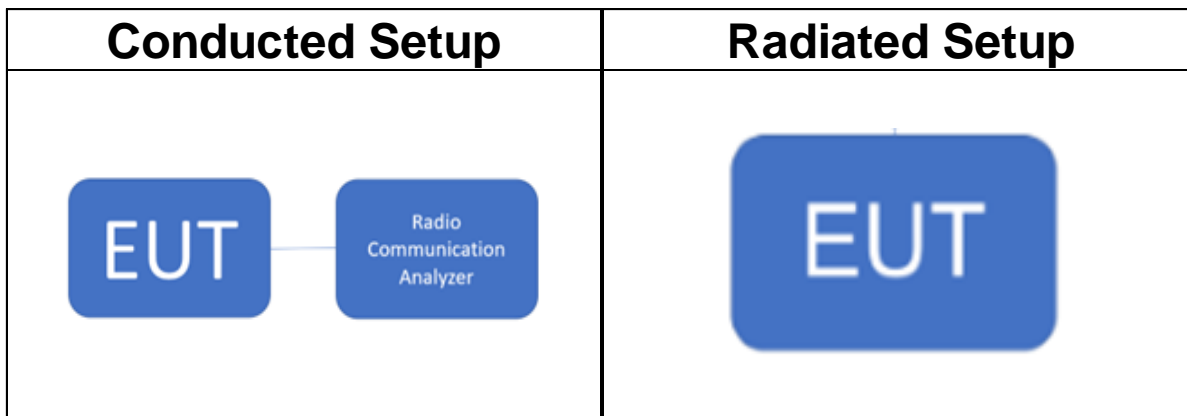 Conducted Setup
Radiated Setup
EUT
Radio
Communication
Analyzer
EUT